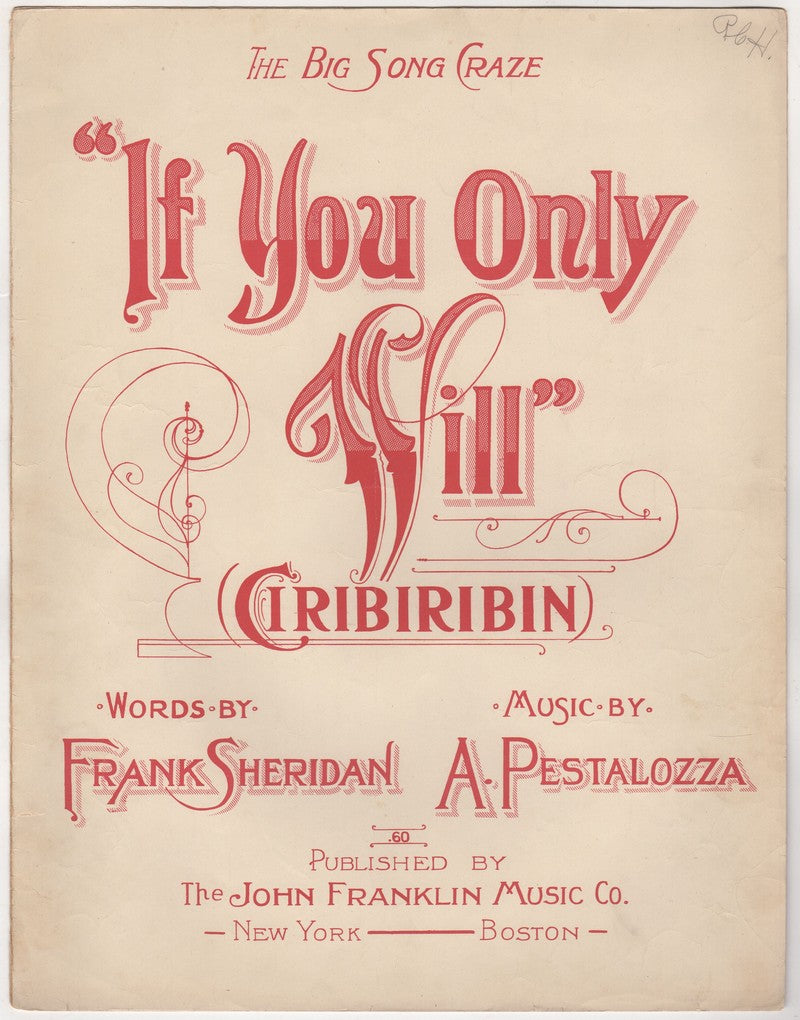 The Big Song Craze
“If You Only
Will”
(CIRIBIRIBIN)
·WORDS·BY·
·MUSIC·BY·
FRANK SHERIDAN
A. PESTALOZZA
.60
PUBLISHED BY
The JOHN FRANKLIN MUSIC CO.
— NEW YORK —— BOSTON —